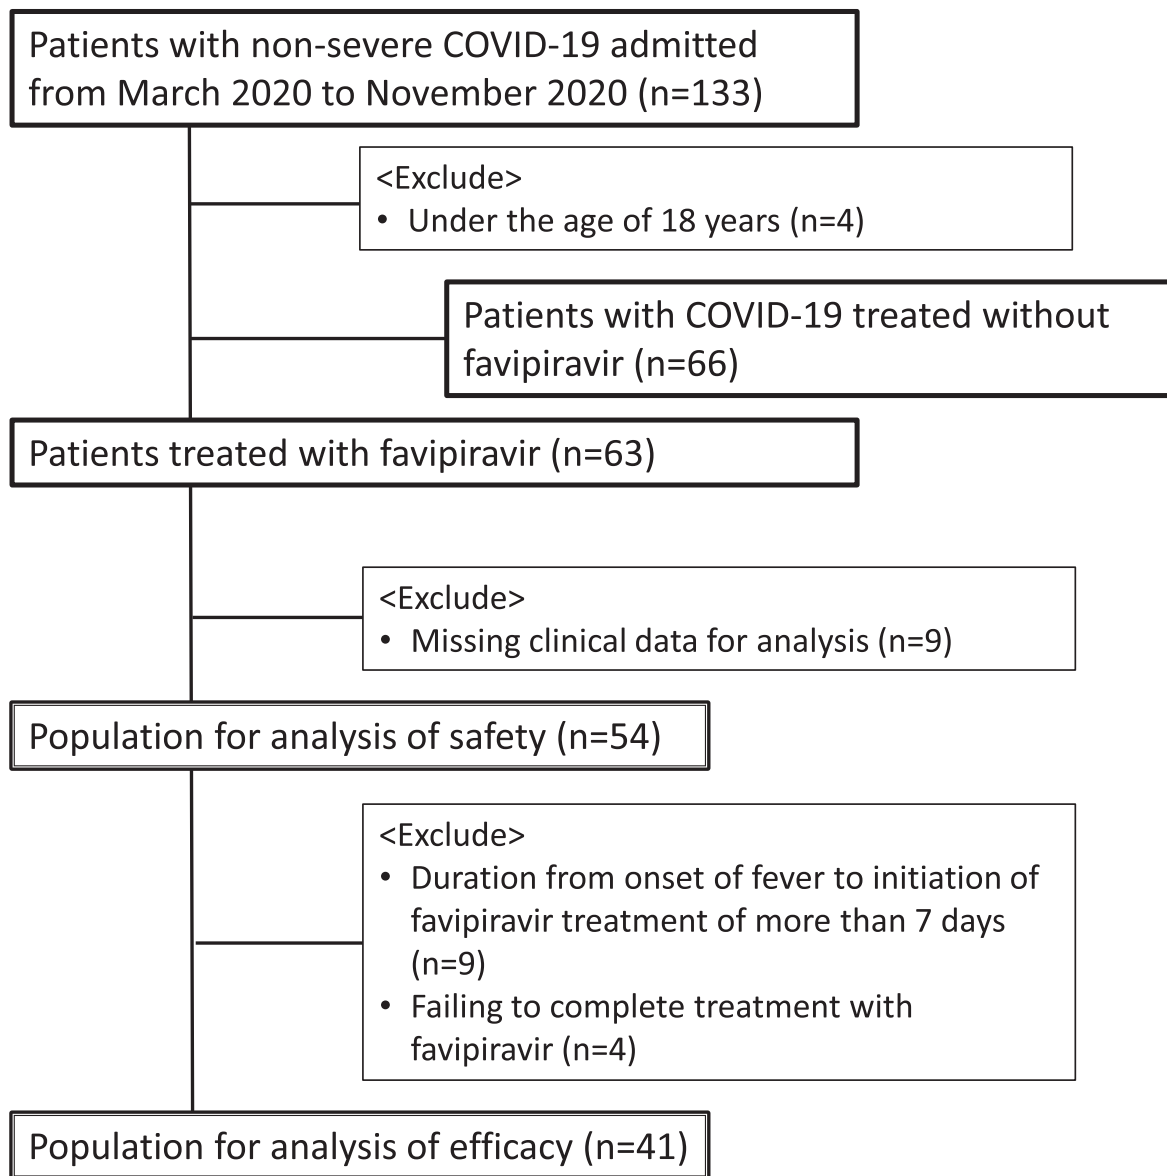 Patients with non-severe COVID-19 admitted
from March 2020 to November 2020 (n=133)
<Exclude>
• Under the age of 18 years (n=4)
Patients with COVID-19 treated without
favipiravir (n=66)
Patients treated with favipiravir (n=63)
<Exclude>
• Missing clinical data for analysis (n=9)
Population for analysis of safety (n=54)
<Exclude>
• Duration from onset of fever to initiation of
favipiravir treatment of more than 7 days
(n=9)
• Failing to complete treatment with
favipiravir (n=4)
Population for analysis of efficacy (n=41)